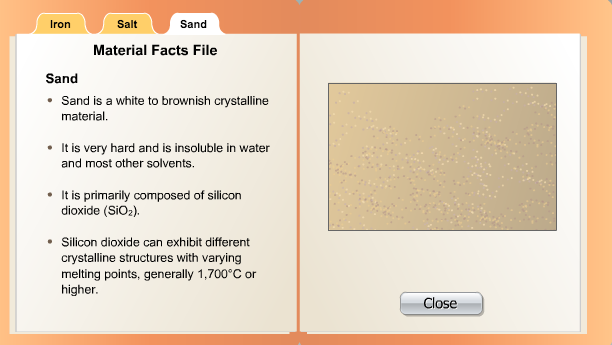 Iron
Salt
Sand
Material Facts File
Sand
• Sand is a white to brownish crystalline
material.
• It is very hard and is insoluble in water
and most other solvents.
• It is primarily composed of silicon
dioxide (SiO₂).
• Silicon dioxide can exhibit different
crystalline structures with varying
melting points, generally 1,700°C or
higher.
Close